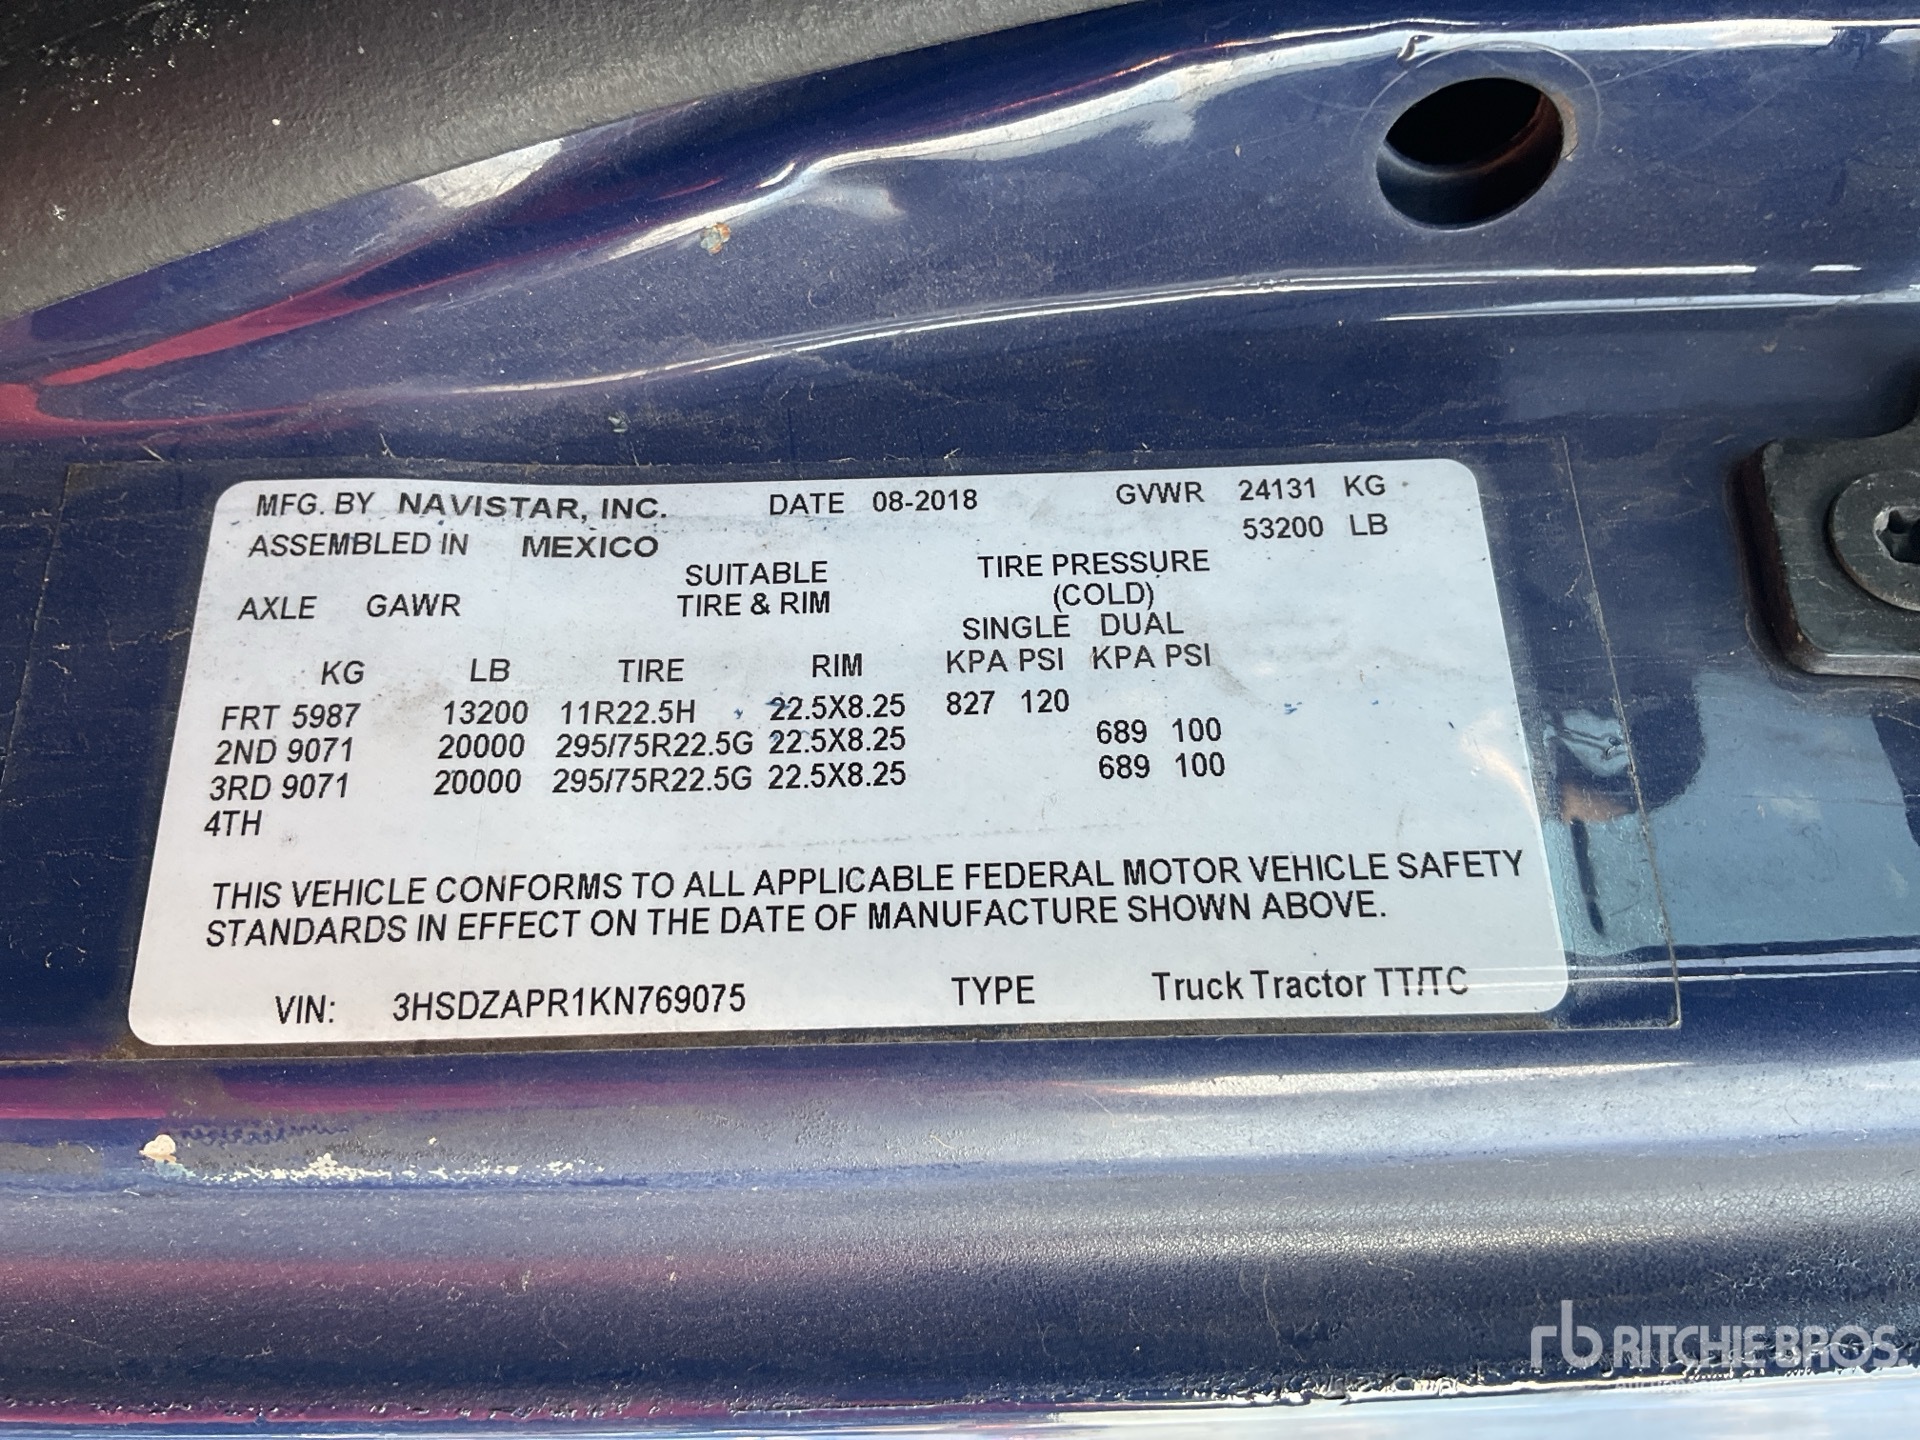 MFG. BY NAVISTAR, INC. DATE 08-2018 GVWR 24131 KG
53200 LB
ASSEMBLED IN MEXICO
SUITABLE TIRE PRESSURE
AXLE GAWR TIRE & RIM (COLD)
SINGLE DUAL
KG LB TIRE RIM KPA PSI KPA PSI
FRT 5987 13200 11R22.5H 22.5X8.25 827 120
2ND 9071 20000 295/75R22.5G 22.5X8.25 689 100
3RD 9071 20000 295/75R22.5G 22.5X8.25 689 100
4TH
THIS VEHICLE CONFORMS TO ALL APPLICABLE FEDERAL MOTOR VEHICLE SAFETY
STANDARDS IN EFFECT ON THE DATE OF MANUFACTURE SHOWN ABOVE.
VIN: 3HSDZAPR1KN769075 TYPE Truck Tractor TT/TC
rb RITCHIE BROS.